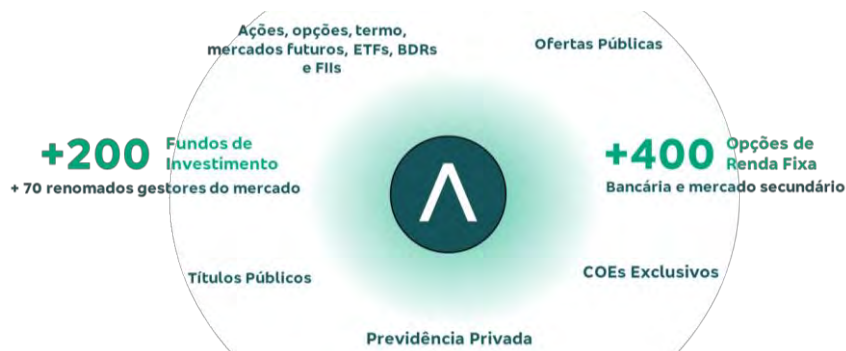 Ações, opções, termo,
mercados futuros, ETFs, BDRs
e FIIs
Ofertas Públicas
+200 Fundos de
Investimento
+ 70 renomados gestores do mercado
+400 Opções de
Renda Fixa
Bancária e mercado secundário
Títulos Públicos
COEs Exclusivos
Previdência Privada